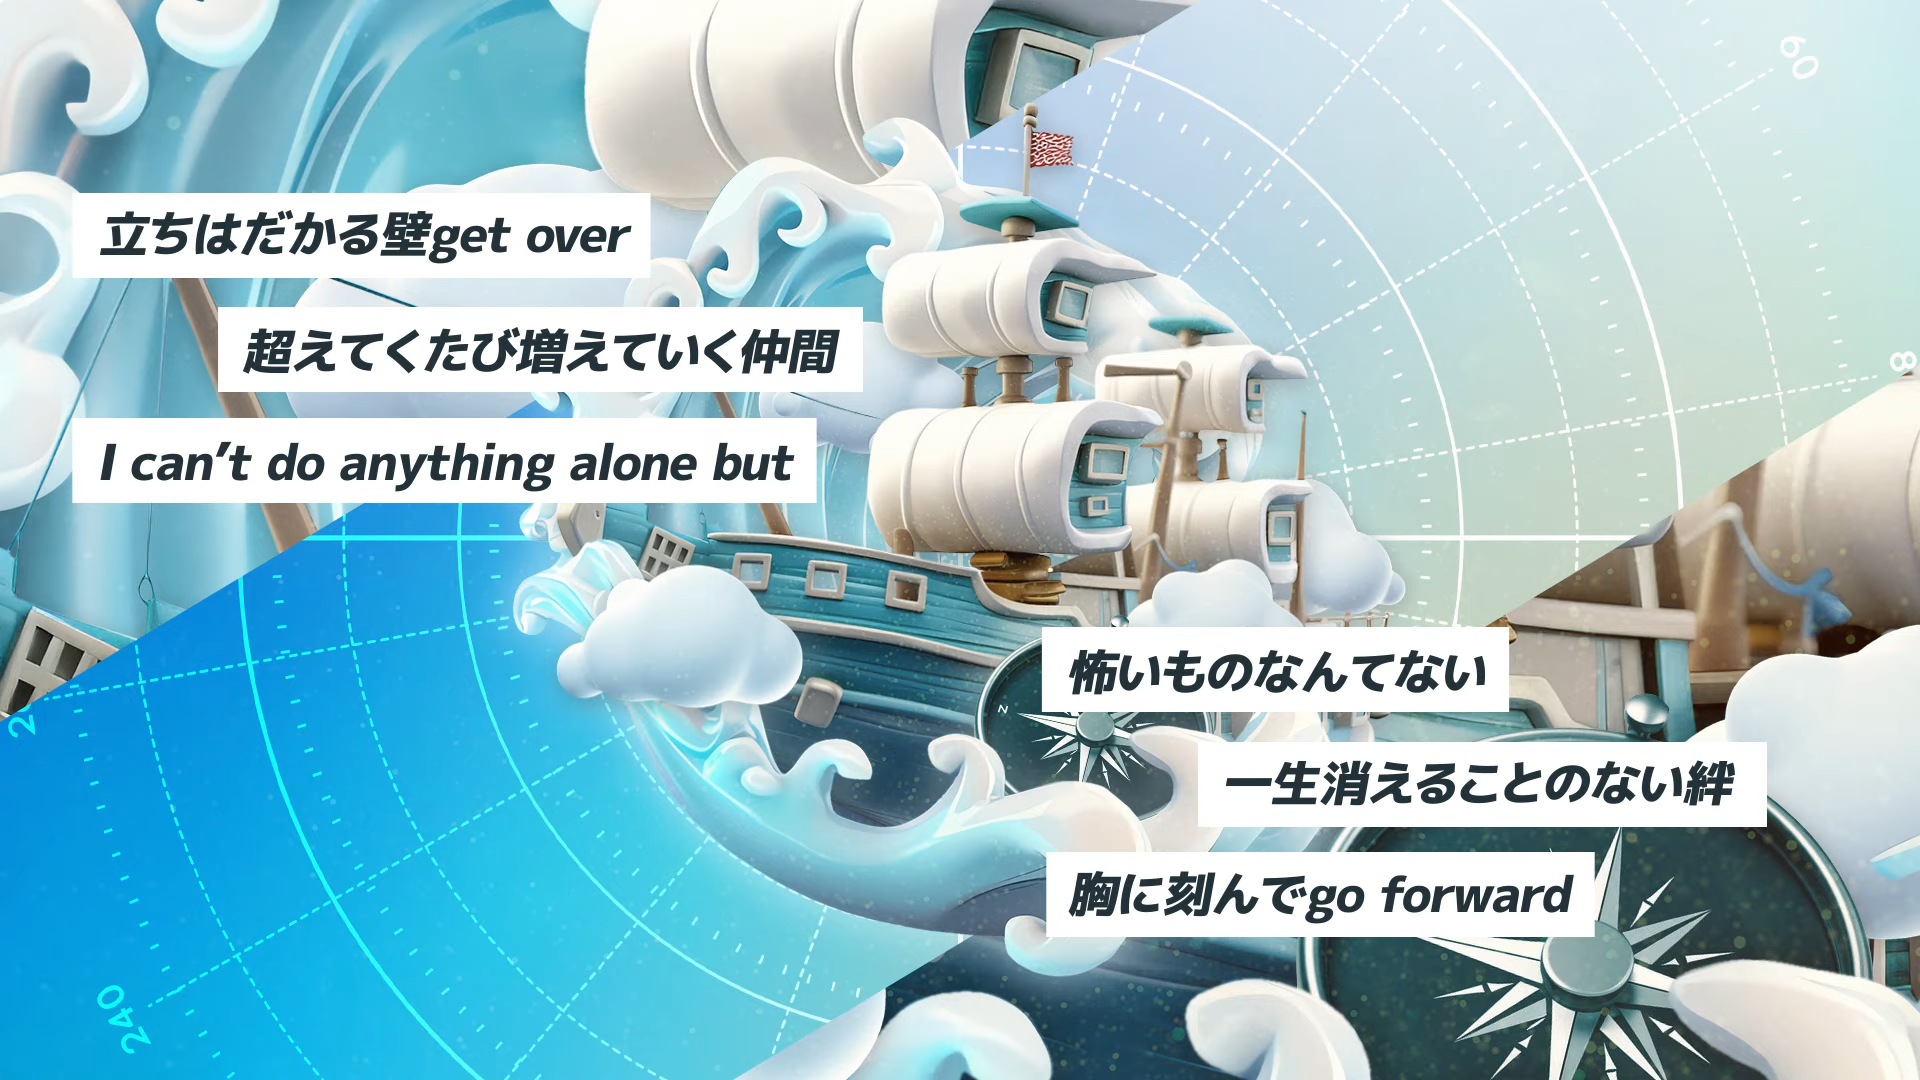 立ちはだかる壁get over
超えてくたび増えていく仲間
I can't do anything alone but
怖いものなんてない
一生消えることのない絆
胸に刻んでgo forward
60
240
N